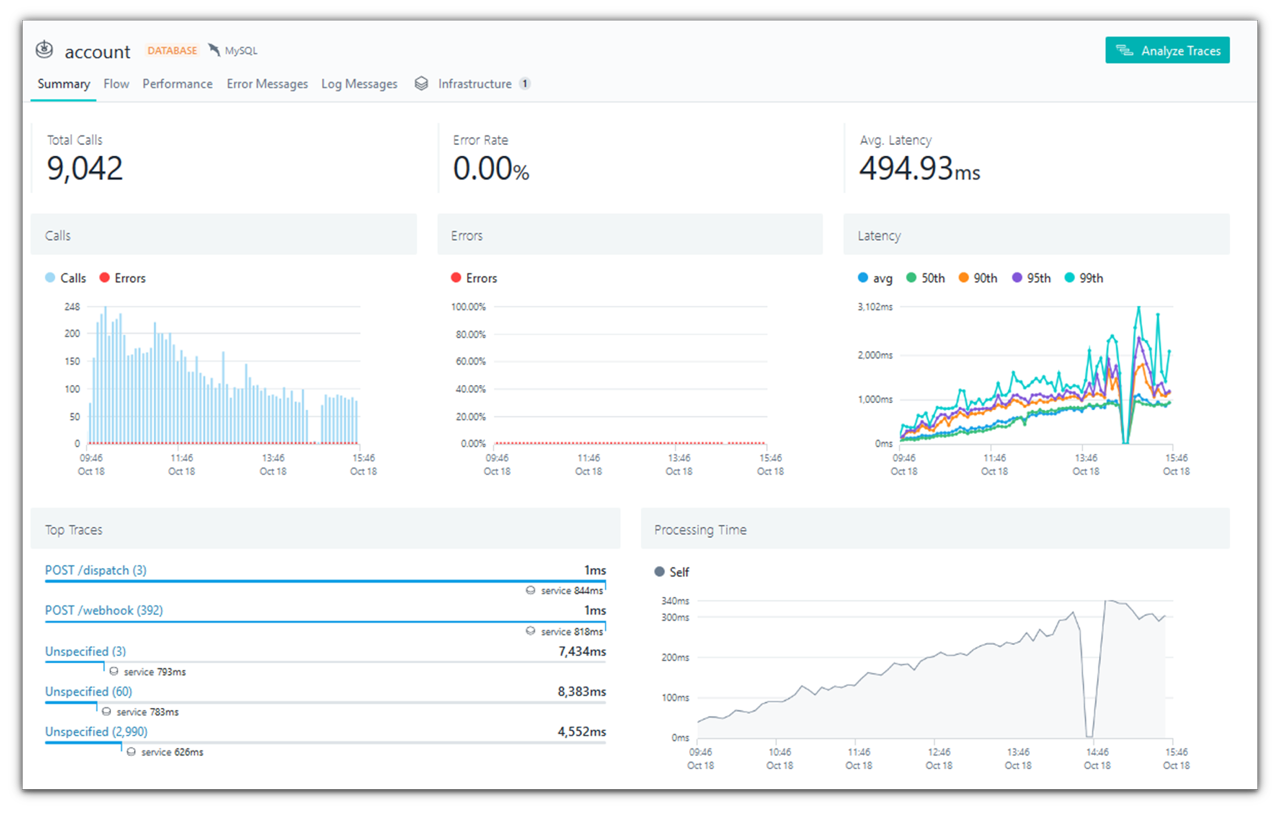 account DATABASE MySQL
Analyze Traces
Summary Flow Performance Error Messages Log Messages Infrastructure 1
Total Calls
9,042
Error Rate
0.00%
Avg. Latency
494.93ms
Calls
Calls Errors
248
200
150
100
50
0
09:46 11:46 13:46 15:46
Oct 18 Oct 18 Oct 18 Oct 18
Errors
Errors
100.00%
80.00%
60.00%
40.00%
20.00%
0.00%
09:46 11:46 13:46 15:46
Oct 18 Oct 18 Oct 18 Oct 18
Latency
avg 50th 90th 95th 99th
3,102ms
2,000ms
1,000ms
0ms
09:46 11:46 13:46 15:46
Oct 18 Oct 18 Oct 18 Oct 18
Top Traces
POST /dispatch (3) 1ms
service 844ms
POST /webhook (392) 1ms
service 818ms
Unspecified (3) 7,434ms
service 793ms
Unspecified (60) 8,383ms
service 783ms
Unspecified (2,990) 4,552ms
service 626ms
Processing Time
Self
340ms
300ms
200ms
100ms
0ms
09:46 10:46 11:46 12:46 13:46 14:46 15:46
Oct 18 Oct 18 Oct 18 Oct 18 Oct 18 Oct 18 Oct 18